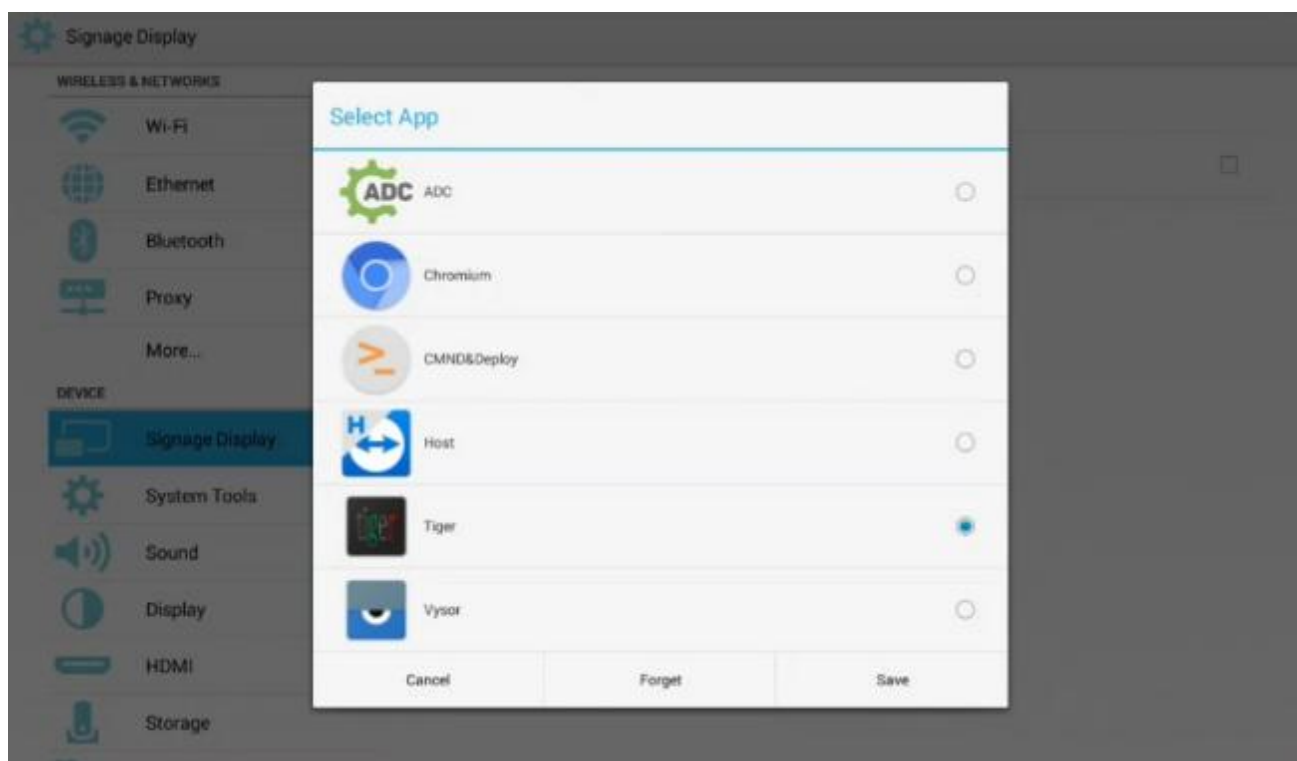 Signage Display
WIRELESS & NETWORKS
Wi-Fi
Ethernet
Bluetooth
Proxy
More...
DEVICE
Signage Display
System Tools
Sound
Display
HDMI
Storage
Select App
ADC ADC
Chromium
CMND&Deploy
H Host
tiger Tiger
Vysor
Cancel Forget Save